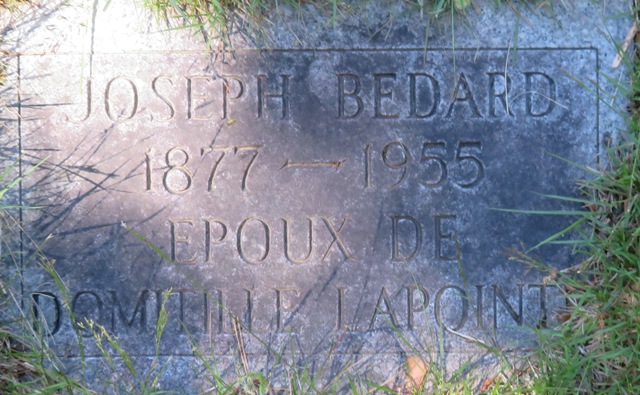 JOSEPH BEDARD
1877 — 1955
EPOUX DE
DOMITILLE LAPOINT